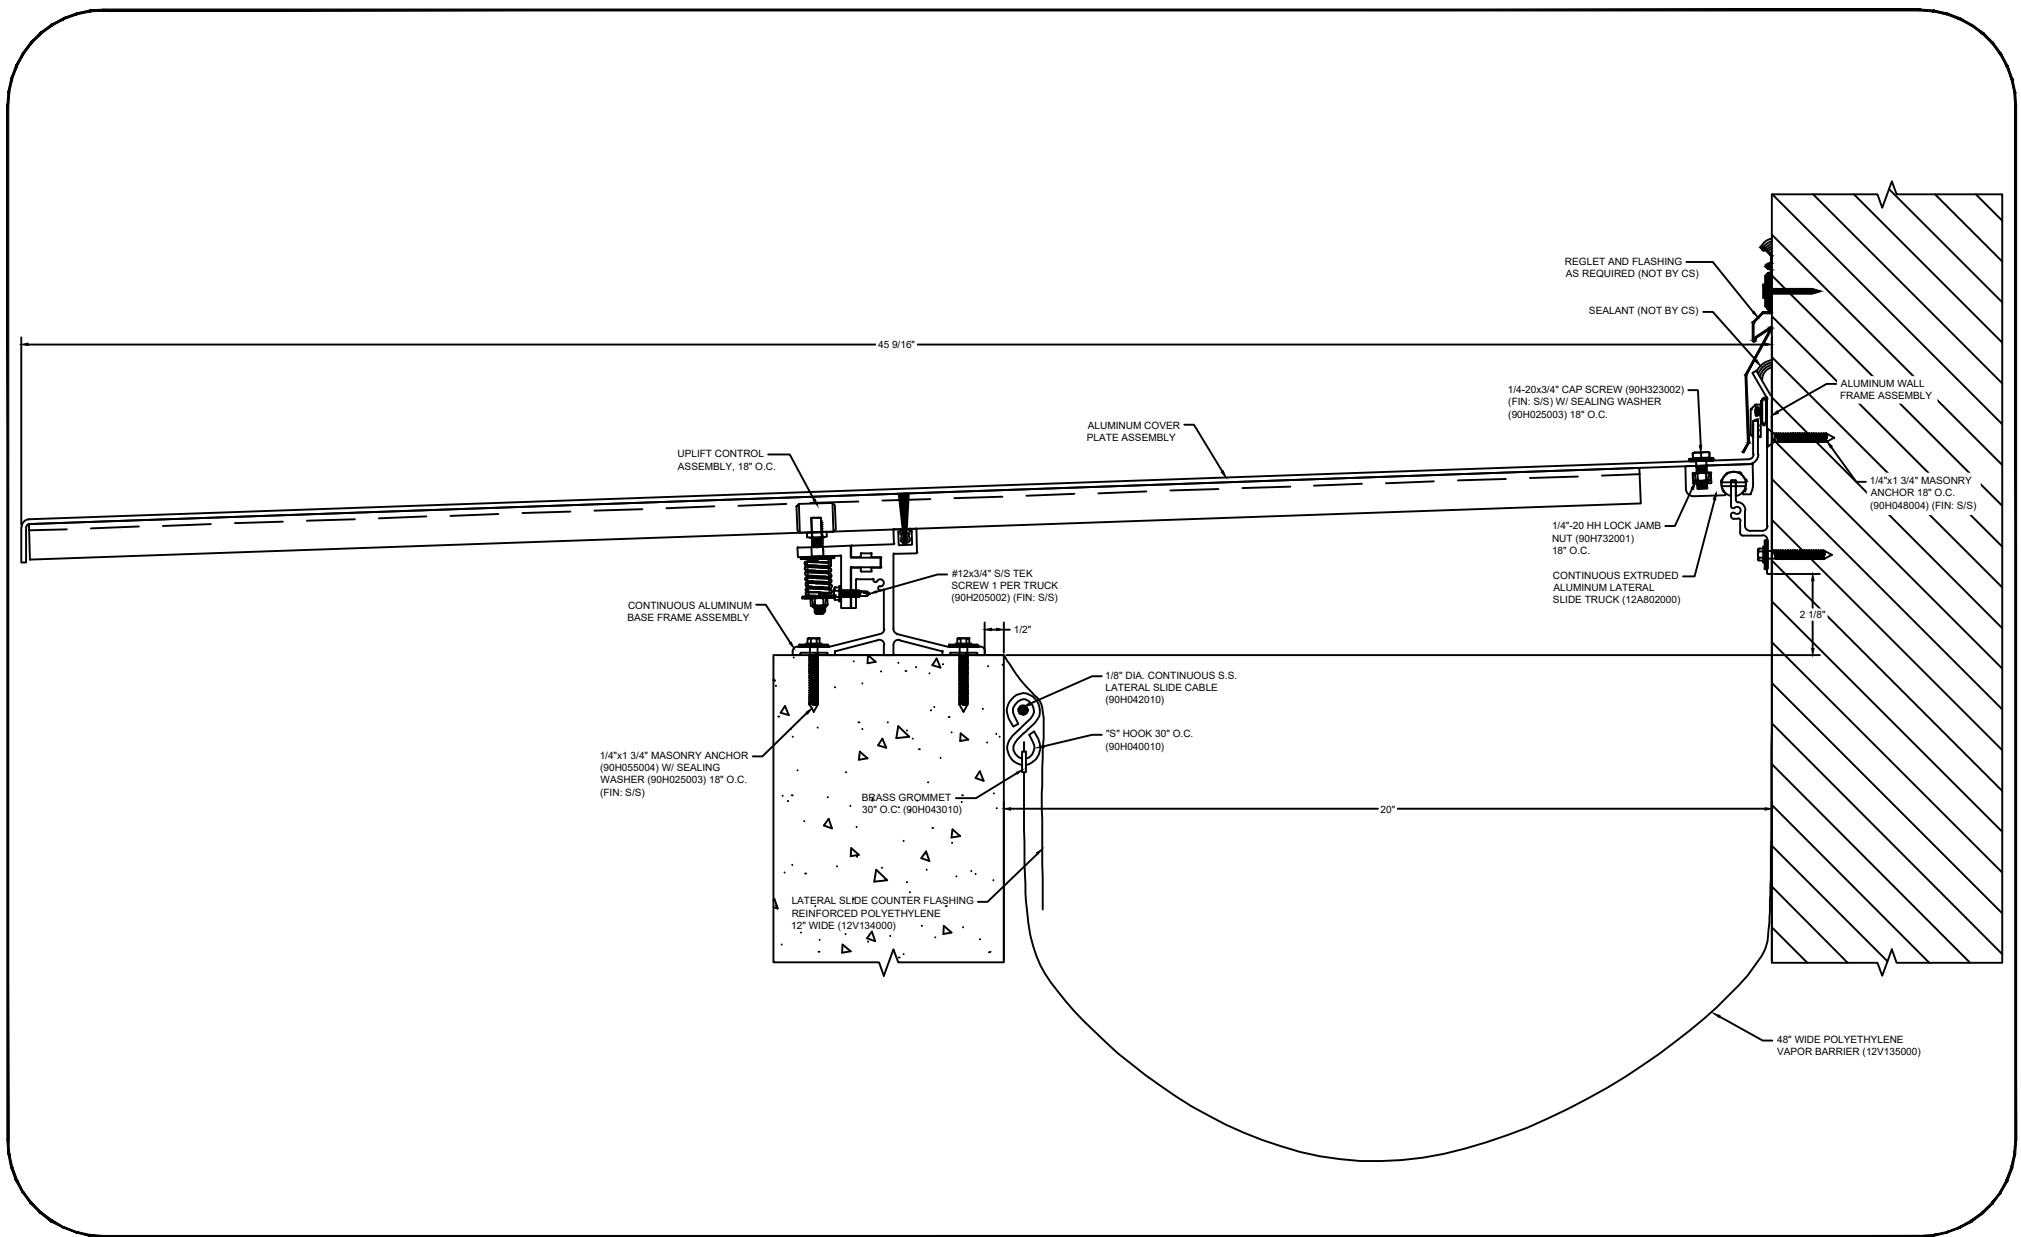 REGLET AND FLASHING
AS REQUIRED (NOT BY CS)
SEALANT (NOT BY CS)
45 9/16"
1/4-20x3/4" CAP SCREW (90H323002)
(FIN: S/S) W/ SEALING WASHER
(90H025003) 18" O.C.
ALUMINUM WALL
FRAME ASSEMBLY
ALUMINUM COVER
PLATE ASSEMBLY
UPLIFT CONTROL
ASSEMBLY, 18" O.C.
1/4"x1 3/4" MASONRY
ANCHOR 18" O.C.
(90H048004) (FIN: S/S)
1/4"-20 HH LOCK JAMB
NUT (90H732001)
18" O.C.
#12x3/4" S/S TEK
SCREW 1 PER TRUCK
(90H205002) (FIN: S/S)
CONTINUOUS EXTRUDED
ALUMINUM LATERAL
SLIDE TRUCK (12A802000)
CONTINUOUS ALUMINUM
BASE FRAME ASSEMBLY
2 1/8"
1/2"
1/8" DIA. CONTINUOUS S.S.
LATERAL SLIDE CABLE
(90H042010)
"S" HOOK 30" O.C.
(90H040010)
1/4"x1 3/4" MASONRY ANCHOR
(90H055004) W/ SEALING
WASHER (90H025003) 18" O.C.
(FIN: S/S)
BRASS GROMMET
30" O.C. (90H043010)
20"
LATERAL SLIDE COUNTER FLASHING
REINFORCED POLYETHYLENE
12" WIDE (12V134000)
48" WIDE POLYETHYLENE
VAPOR BARRIER (12V135000)